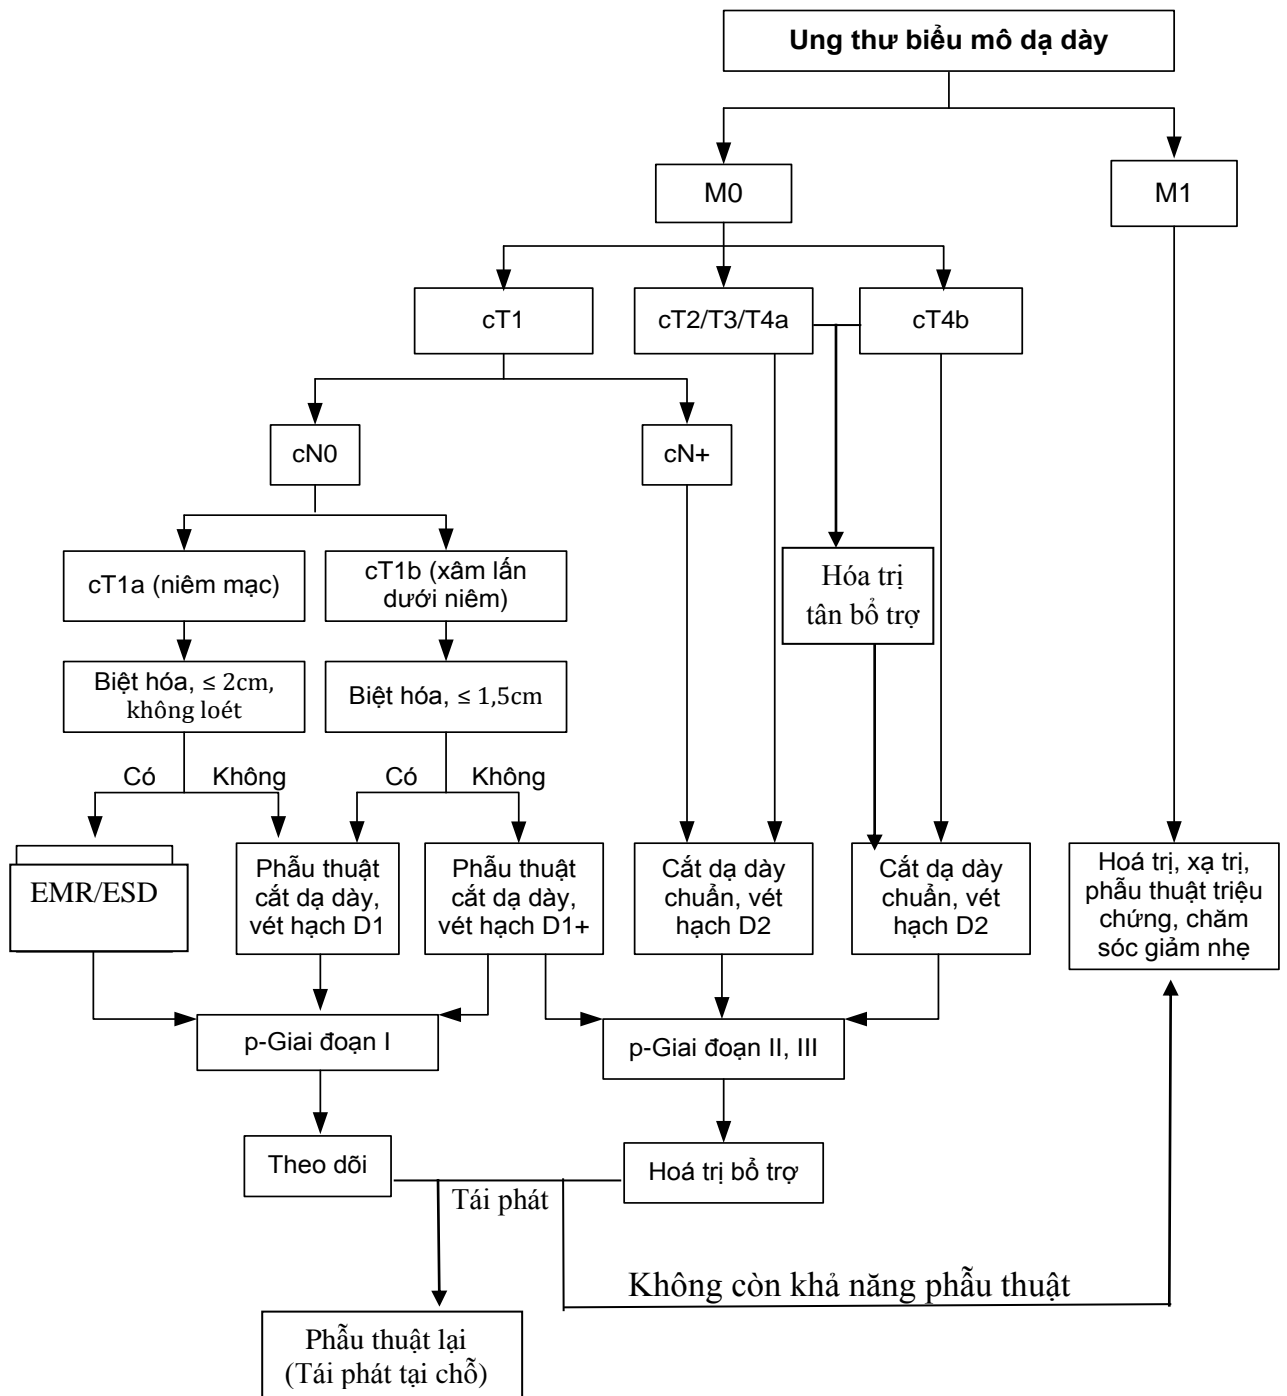 Ung thư biểu mô dạ dày
M0
M1
cT1
cT2/T3/T4a
cT4b
cN0
cN+
cT1a (niêm mạc)
cT1b (xâm lấn
dưới niêm)
Hóa trị
tân bổ trợ
Biệt hóa, ≤ 2cm,
không loét
Biệt hóa, ≤ 1,5cm
Có
Không
Có
Không
EMR/ESD
Phẫu thuật
cắt dạ dày,
vét hạch D1
Phẫu thuật
cắt dạ dày,
vét hạch D1+
Cắt dạ dày
chuẩn, vét
hạch D2
Cắt dạ dày
chuẩn, vét
hạch D2
Hoá trị, xạ trị,
phẫu thuật triệu
chứng, chăm
sóc giảm nhẹ
p-Giai đoạn I
p-Giai đoạn II, III
Theo dõi
Hoá trị bổ trợ
Tái phát
Không còn khả năng phẫu thuật
Phẫu thuật lại
(Tái phát tại chỗ)